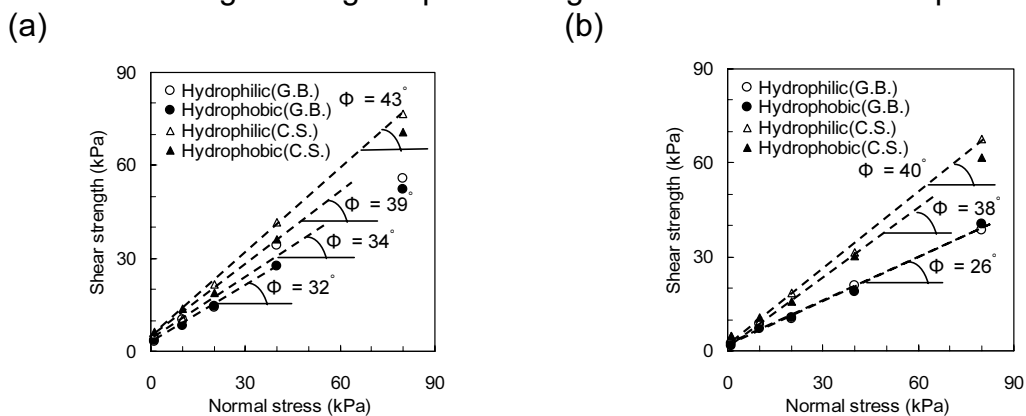 (a)
(b)
Shear strength (kPa)
90
60
30
0
0 30 60 90
Normal stress (kPa)
Hydrophilic(G.B.)
Hydrophobic(G.B.)
Hydrophilic(C.S.)
Hydrophobic(C.S.)
Φ = 43°
Φ = 39°
Φ = 34°
Φ = 32°
Shear strength (kPa)
90
60
30
0
0 30 60 90
Normal stress (kPa)
Hydrophilic(G.B.)
Hydrophobic(G.B.)
Hydrophilic(C.S.)
Hydrophobic(C.S.)
Φ = 40°
Φ = 38°
Φ = 26°